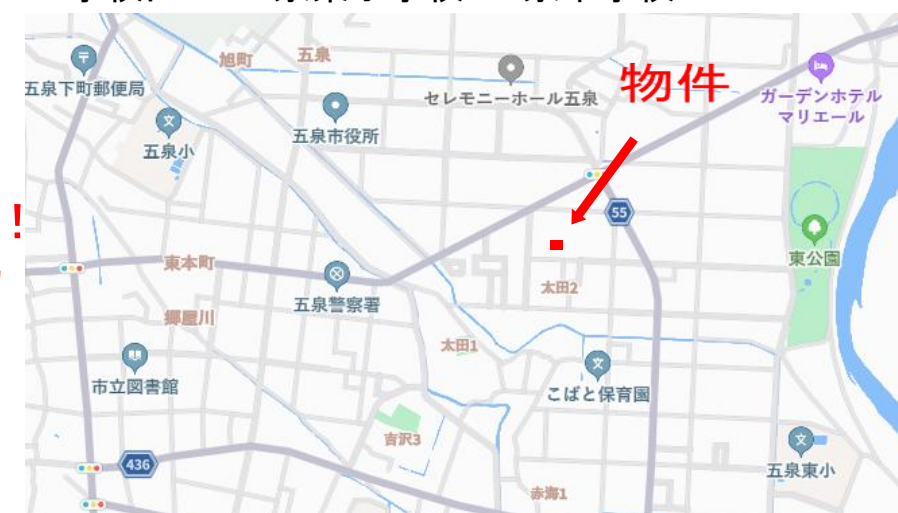 旭町
五泉
五泉下町郵便局
セレモニーホール五泉
物件
ガーデンホテル
マリエール
五泉小
五泉市役所
55
!
東本町
五泉警察署
太田2
東公園
郷屋川
太田1
市立図書館
こばと保育園
吉沢3
436
五泉東小
赤海1